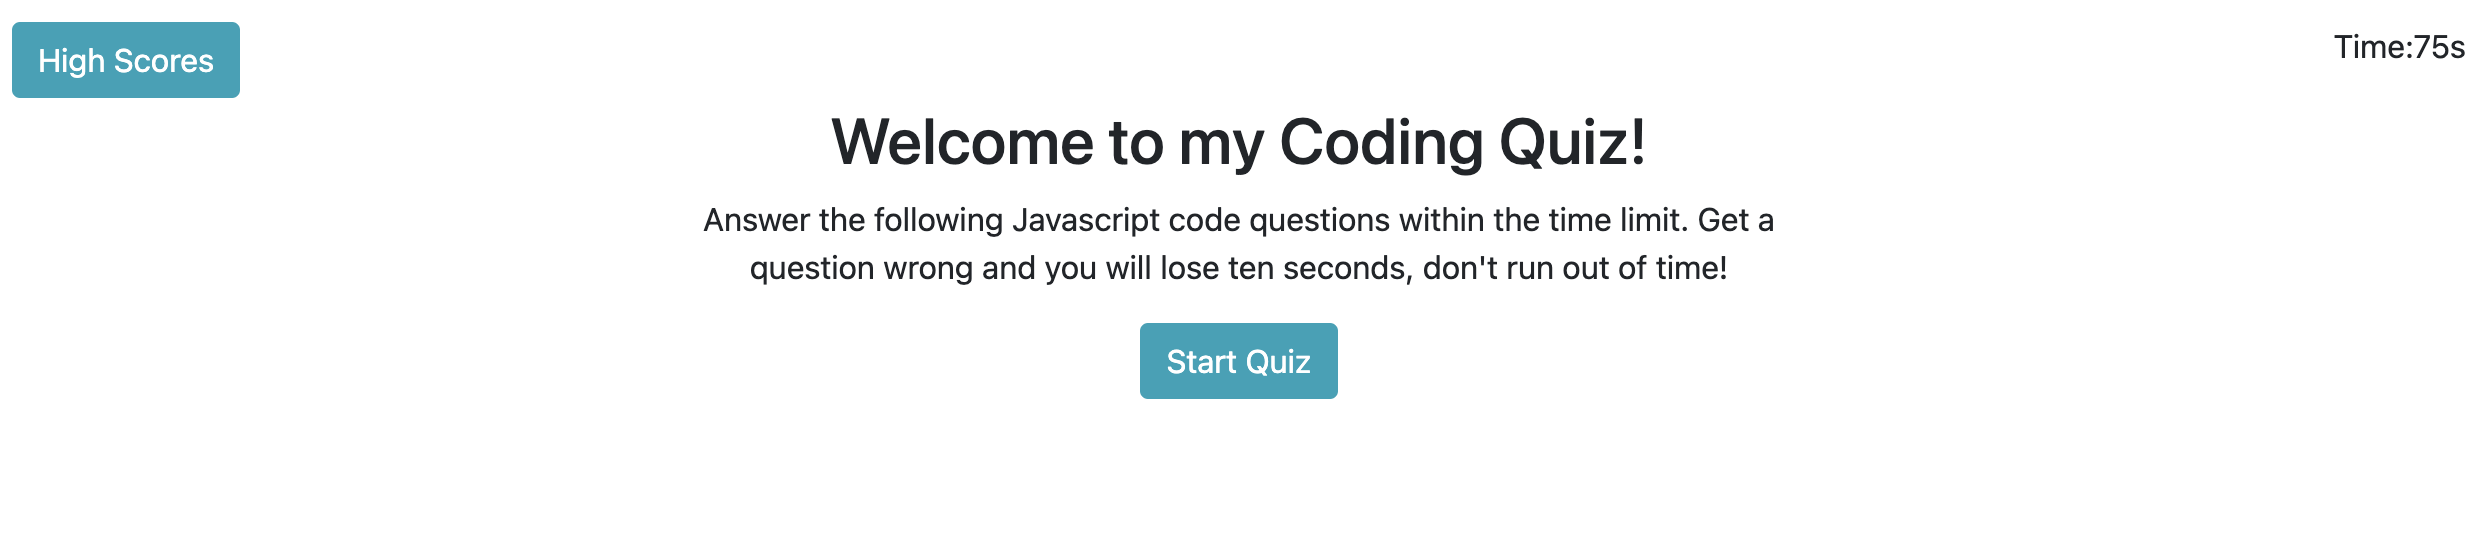 High Scores
Time:75s
Welcome to my Coding Quiz!
Answer the following Javascript code questions within the time limit. Get a
question wrong and you will lose ten seconds, don't run out of time!
Start Quiz